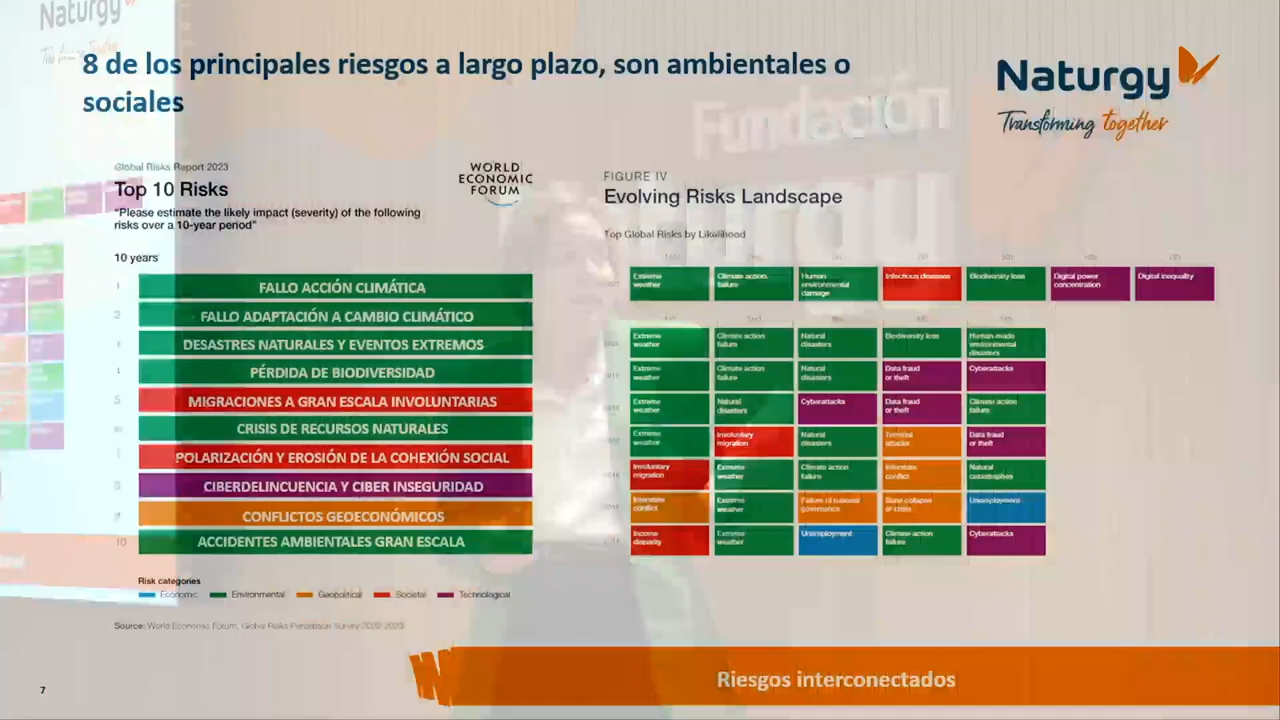 Naturgy
8 de los principales riesgos a largo plazo, son ambientales o
sociales
Naturgy
Transforming together
Fundación
Global Risks Report 2023
Top 10 Risks
WORLD
ECONOMIC
FORUM
"Please estimate the likely impact (severity) of the following
risks over a 10-year period"
10 years
FALLO ACCIÓN CLIMÁTICA
2 FALLO ADAPTACIÓN A CAMBIO CLIMÁTICO
DESASTRES NATURALES Y EVENTOS EXTREMOS
PÉRDIDA DE BIODIVERSIDAD
5 MIGRACIONES A GRAN ESCALA INVOLUNTARIAS
CRISIS DE RECURSOS NATURALES
POLARIZACIÓN Y EROSIÓN DE LA COHEXIÓN SOCIAL
CIBERDELINCUENCIA Y CIBER INSEGURIDAD
CONFLICTOS GEOECONÓMICOS
10 ACCIDENTES AMBIENTALES GRAN ESCALA
Risk categories
Economic Environmental Geopolitical Societal Technological
Source: World Economic Forum, Global Risks Perception Survey 2022-2023
FIGURE IV
Evolving Risks Landscape
Top Global Risks by Likelihood
Extreme weather Climate action failure Human environmental damage Infectious diseases Biodiversity loss Digital power concentration Digital inequality
Extreme weather Climate action failure Natural disasters Biodiversity loss Human-made environmental disasters
Extreme weather Climate action failure Natural disasters Data fraud or theft Cyberattacks
Extreme weather Natural disasters Cyberattacks Data fraud or theft Climate action failure
Extreme weather Involuntary migration Natural disasters Terrorist attacks Data fraud or theft
Involuntary migration Extreme weather Climate action failure Interstate conflict Natural catastrophes
Interstate conflict Extreme weather Failure of national governance State collapse or crisis Unemployment
Income disparity Extreme weather Unemployment Climate action failure Cyberattacks
Riesgos interconectados
7